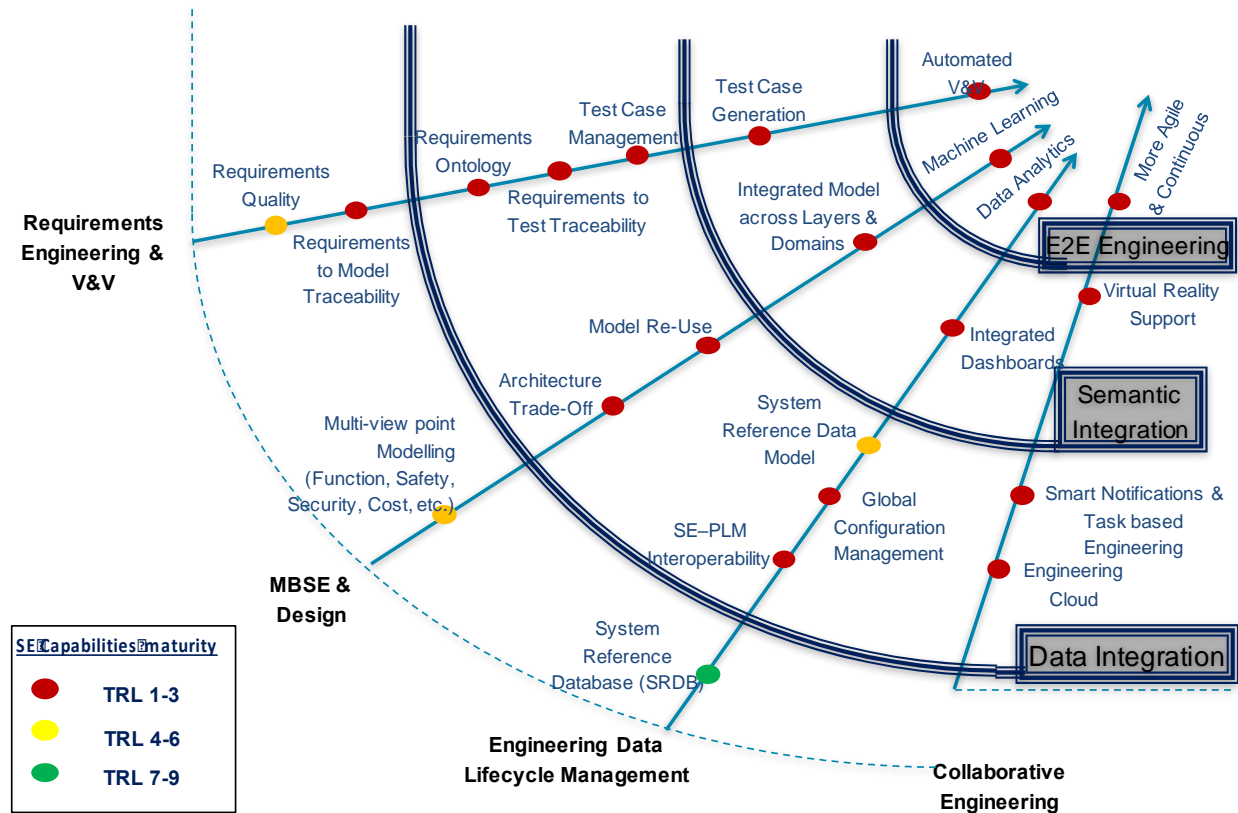 Automated
V&V
Test Case
Generation
Test Case
Management
Requirements
Ontology
Requirements
Quality
Requirements to
Test Traceability
Requirements
to Model
Traceability
Requirements
Engineering &
V&V
Machine Learning
Integrated Model
across Layers &
Domains
Model Re-Use
Architecture
Trade-Off
Multi-view point
Modelling
(Function, Safety,
Security, Cost, etc.)
MBSE &
Design
Data Analytics
Integrated
Dashboards
System
Reference Data
Model
Global
Configuration
Management
SE–PLM
Interoperability
System
Reference
Database (SRDB)
Engineering Data
Lifecycle Management
More Agile
& Continuous
E2E Engineering
Virtual Reality
Support
Semantic
Integration
Smart Notifications &
Task based
Engineering
Engineering
Cloud
Data Integration
Collaborative
Engineering
SE Capabilities maturity
TRL 1-3
TRL 4-6
TRL 7-9